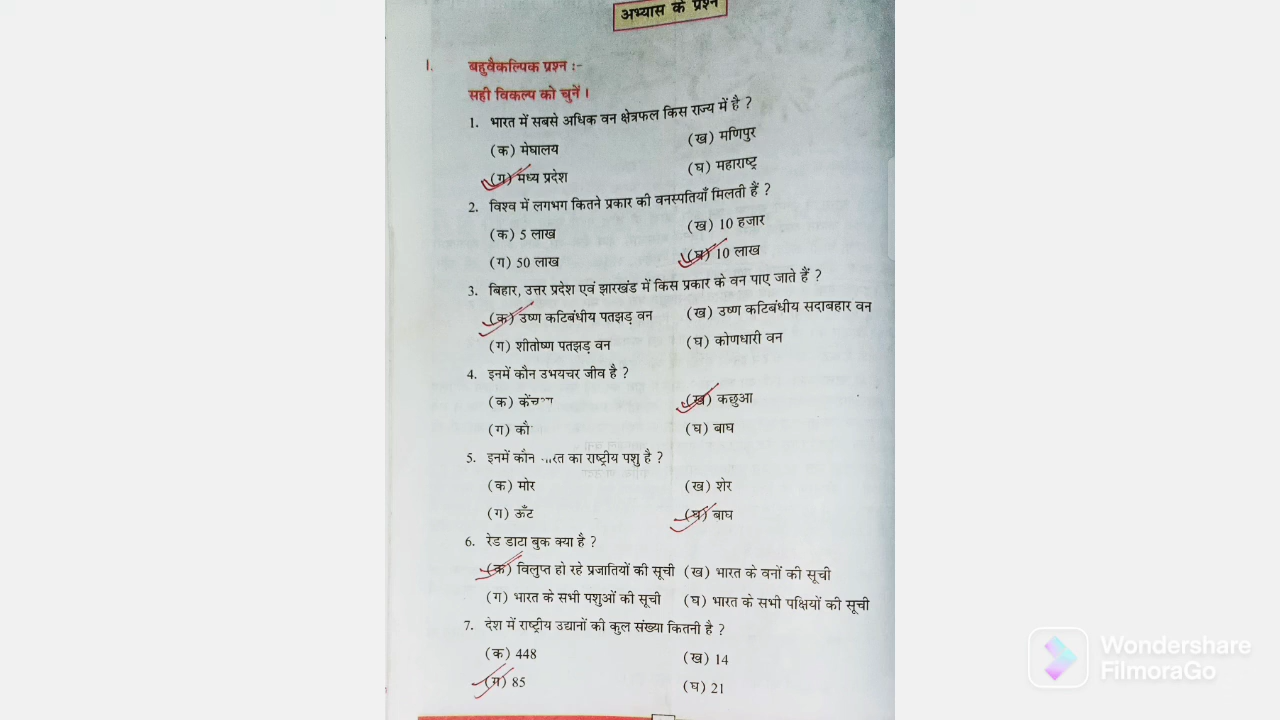 अभ्यास के प्रश्न
I. बहुवैकल्पिक प्रश्न :-
सही विकल्प को चुनें।
1. भारत में सबसे अधिक वन क्षेत्रफल किस राज्य में है ?
(क) मेघालय (ख) मणिपुर
(ग) मध्य प्रदेश (घ) महाराष्ट्र
2. विश्व में लगभग कितने प्रकार की वनस्पतियाँ मिलती हैं ?
(क) 5 लाख (ख) 10 हजार
(ग) 50 लाख (घ) 10 लाख
3. बिहार, उत्तर प्रदेश एवं झारखंड में किस प्रकार के वन पाए जाते हैं ?
(क) उष्ण कटिबंधीय पतझड़ वन (ख) उष्ण कटिबंधीय सदाबहार वन
(ग) शीतोष्ण पतझड़ वन (घ) कोणधारी वन
4. इनमें कौन उभयचर जीव है ?
(क) (ख) कछुआ
(ग) (घ) बाघ
5. इनमें कौन का राष्ट्रीय पशु है ?
(क) मोर (ख) शेर
(ग) ऊँट (घ) बाघ
6. रेड डाटा बुक क्या है ?
(क) विलुप्त हो रहे प्रजातियों की सूची (ख) भारत के वनों की सूची
(ग) भारत के सभी पशुओं की सूची (घ) भारत के सभी पक्षियों की सूची
7. देश में राष्ट्रीय उद्यानों की कुल संख्या कितनी है ?
(क) 448 (ख) 14
(ग) 85 (घ) 21
Wondershare
FilmoraGo